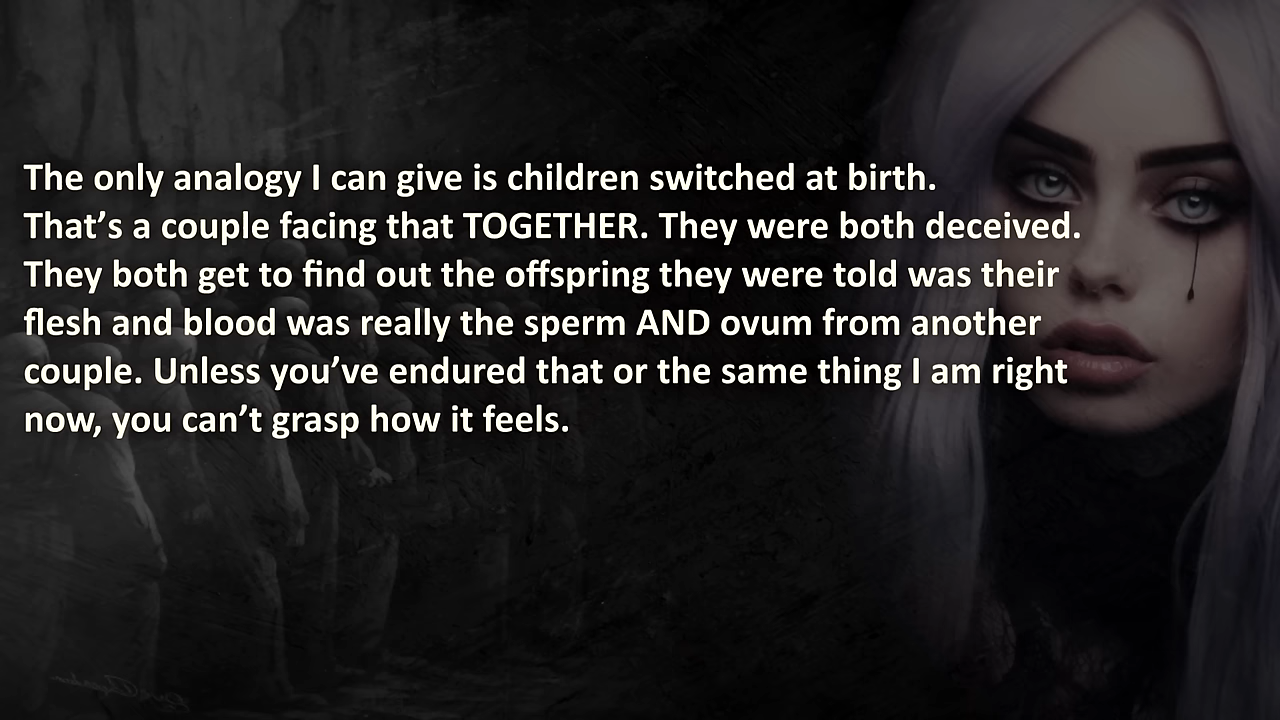 The only analogy I can give is children switched at birth.
That’s a couple facing that TOGETHER. They were both deceived.
They both get to find out the offspring they were told was their
flesh and blood was really the sperm AND ovum from another
couple. Unless you’ve endured that or the same thing I am right
now, you can’t grasp how it feels.